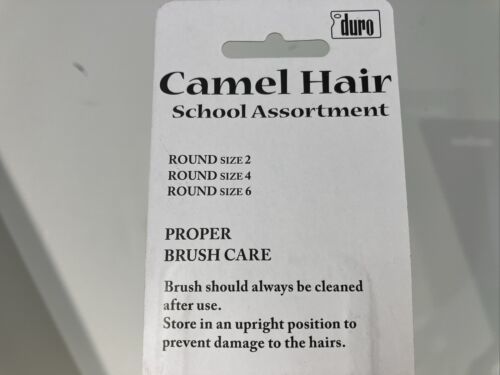 duro
Camel Hair
School Assortment
ROUND SIZE 2
ROUND SIZE 4
ROUND SIZE 6
PROPER
BRUSH CARE
Brush should always be cleaned
after use.
Store in an upright position to
prevent damage to the hairs.